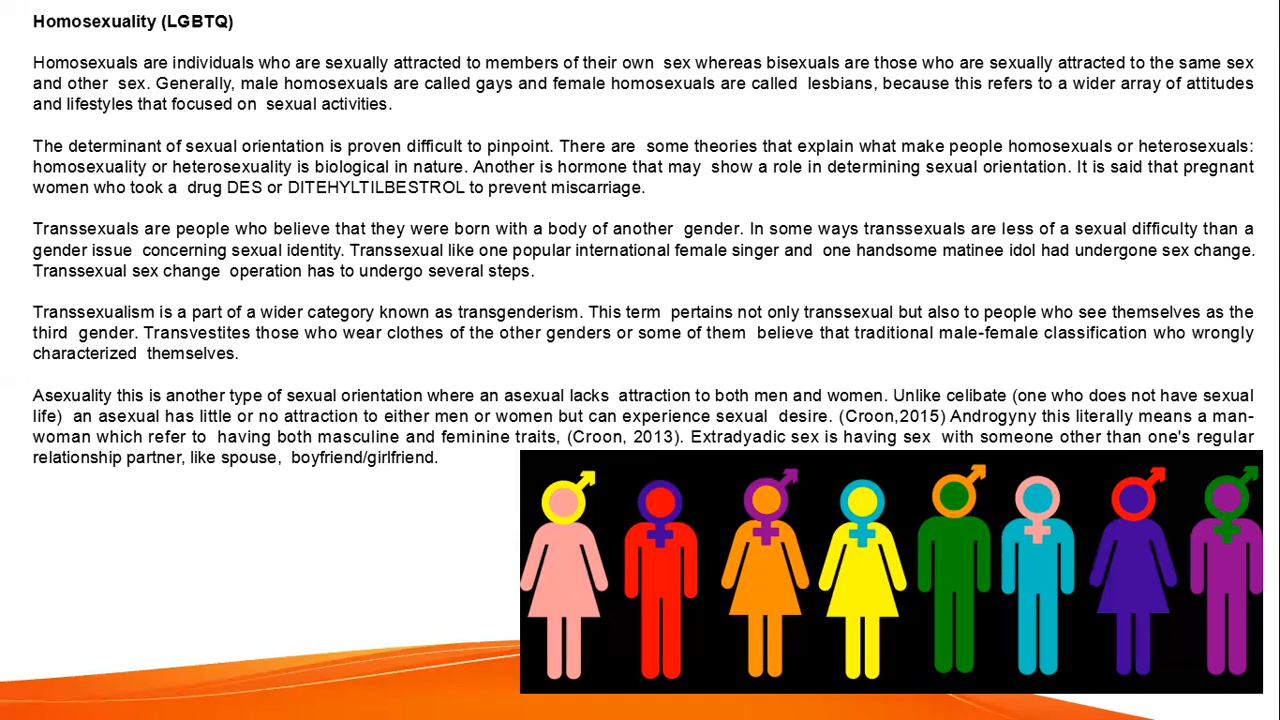 Homosexuality (LGBTQ)
Homosexuals are individuals who are sexually attracted to members of their own sex whereas bisexuals are those who are sexually attracted to the same sex
and other sex. Generally, male homosexuals are called gays and female homosexuals are called lesbians, because this refers to a wider array of attitudes
and lifestyles that focused on sexual activities.
The determinant of sexual orientation is proven difficult to pinpoint. There are some theories that explain what make people homosexuals or heterosexuals:
homosexuality or heterosexuality is biological in nature. Another is hormone that may show a role in determining sexual orientation. It is said that pregnant
women who took a drug DES or DITEHYLTILBESTROL to prevent miscarriage.
Transsexuals are people who believe that they were born with a body of another gender. In some ways transsexuals are less of a sexual difficulty than a
gender issue concerning sexual identity. Transsexual like one popular international female singer and one handsome matinee idol had undergone sex change.
Transsexual sex change operation has to undergo several steps.
Transsexualism is a part of a wider category known as transgenderism. This term pertains not only transsexual but also to people who see themselves as the
third gender. Transvestites those who wear clothes of the other genders or some of them believe that traditional male-female classification who wrongly
characterized themselves.
Asexuality this is another type of sexual orientation where an asexual lacks attraction to both men and women. Unlike celibate (one who does not have sexual
life) an asexual has little or no attraction to either men or women but can experience sexual desire. (Croon,2015) Androgyny this literally means a man-
woman which refer to having both masculine and feminine traits, (Croon, 2013). Extradyadic sex is having sex with someone other than one's regular
relationship partner, like spouse, boyfriend/girlfriend.